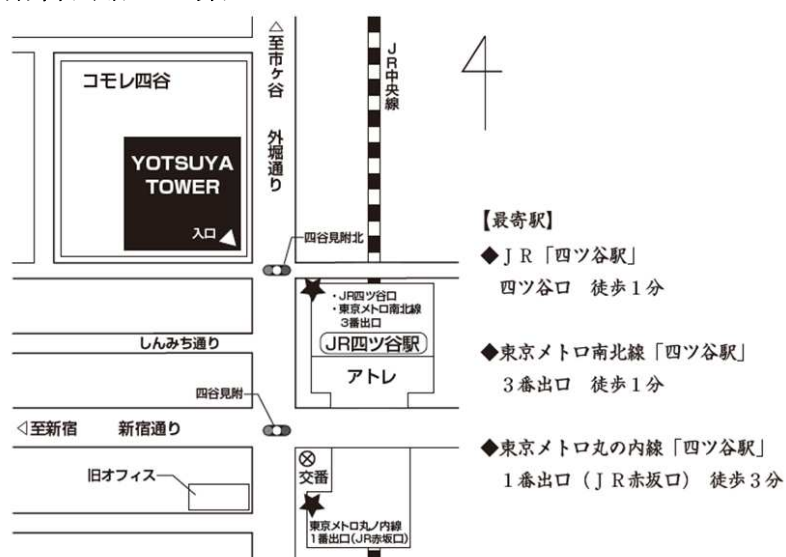 △至市ヶ谷
外堀通り
JR中央線
コモレ四谷
YOTSUYA
TOWER
入口
四谷見附北
・JR四ツ谷口
・東京メトロ南北線
3番出口
JR四ツ谷駅
アトレ
しんみち通り
四谷見附
◁至新宿 新宿通り
旧オフィス
交番
東京メトロ丸ノ内線
1番出口(JR赤坂口)
【最寄駅】
◆JR「四ツ谷駅」
四ツ谷口 徒歩1分
◆東京メトロ南北線「四ツ谷駅」
3番出口 徒歩1分
◆東京メトロ丸の内線「四ツ谷駅」
1番出口(JR赤坂口) 徒歩3分